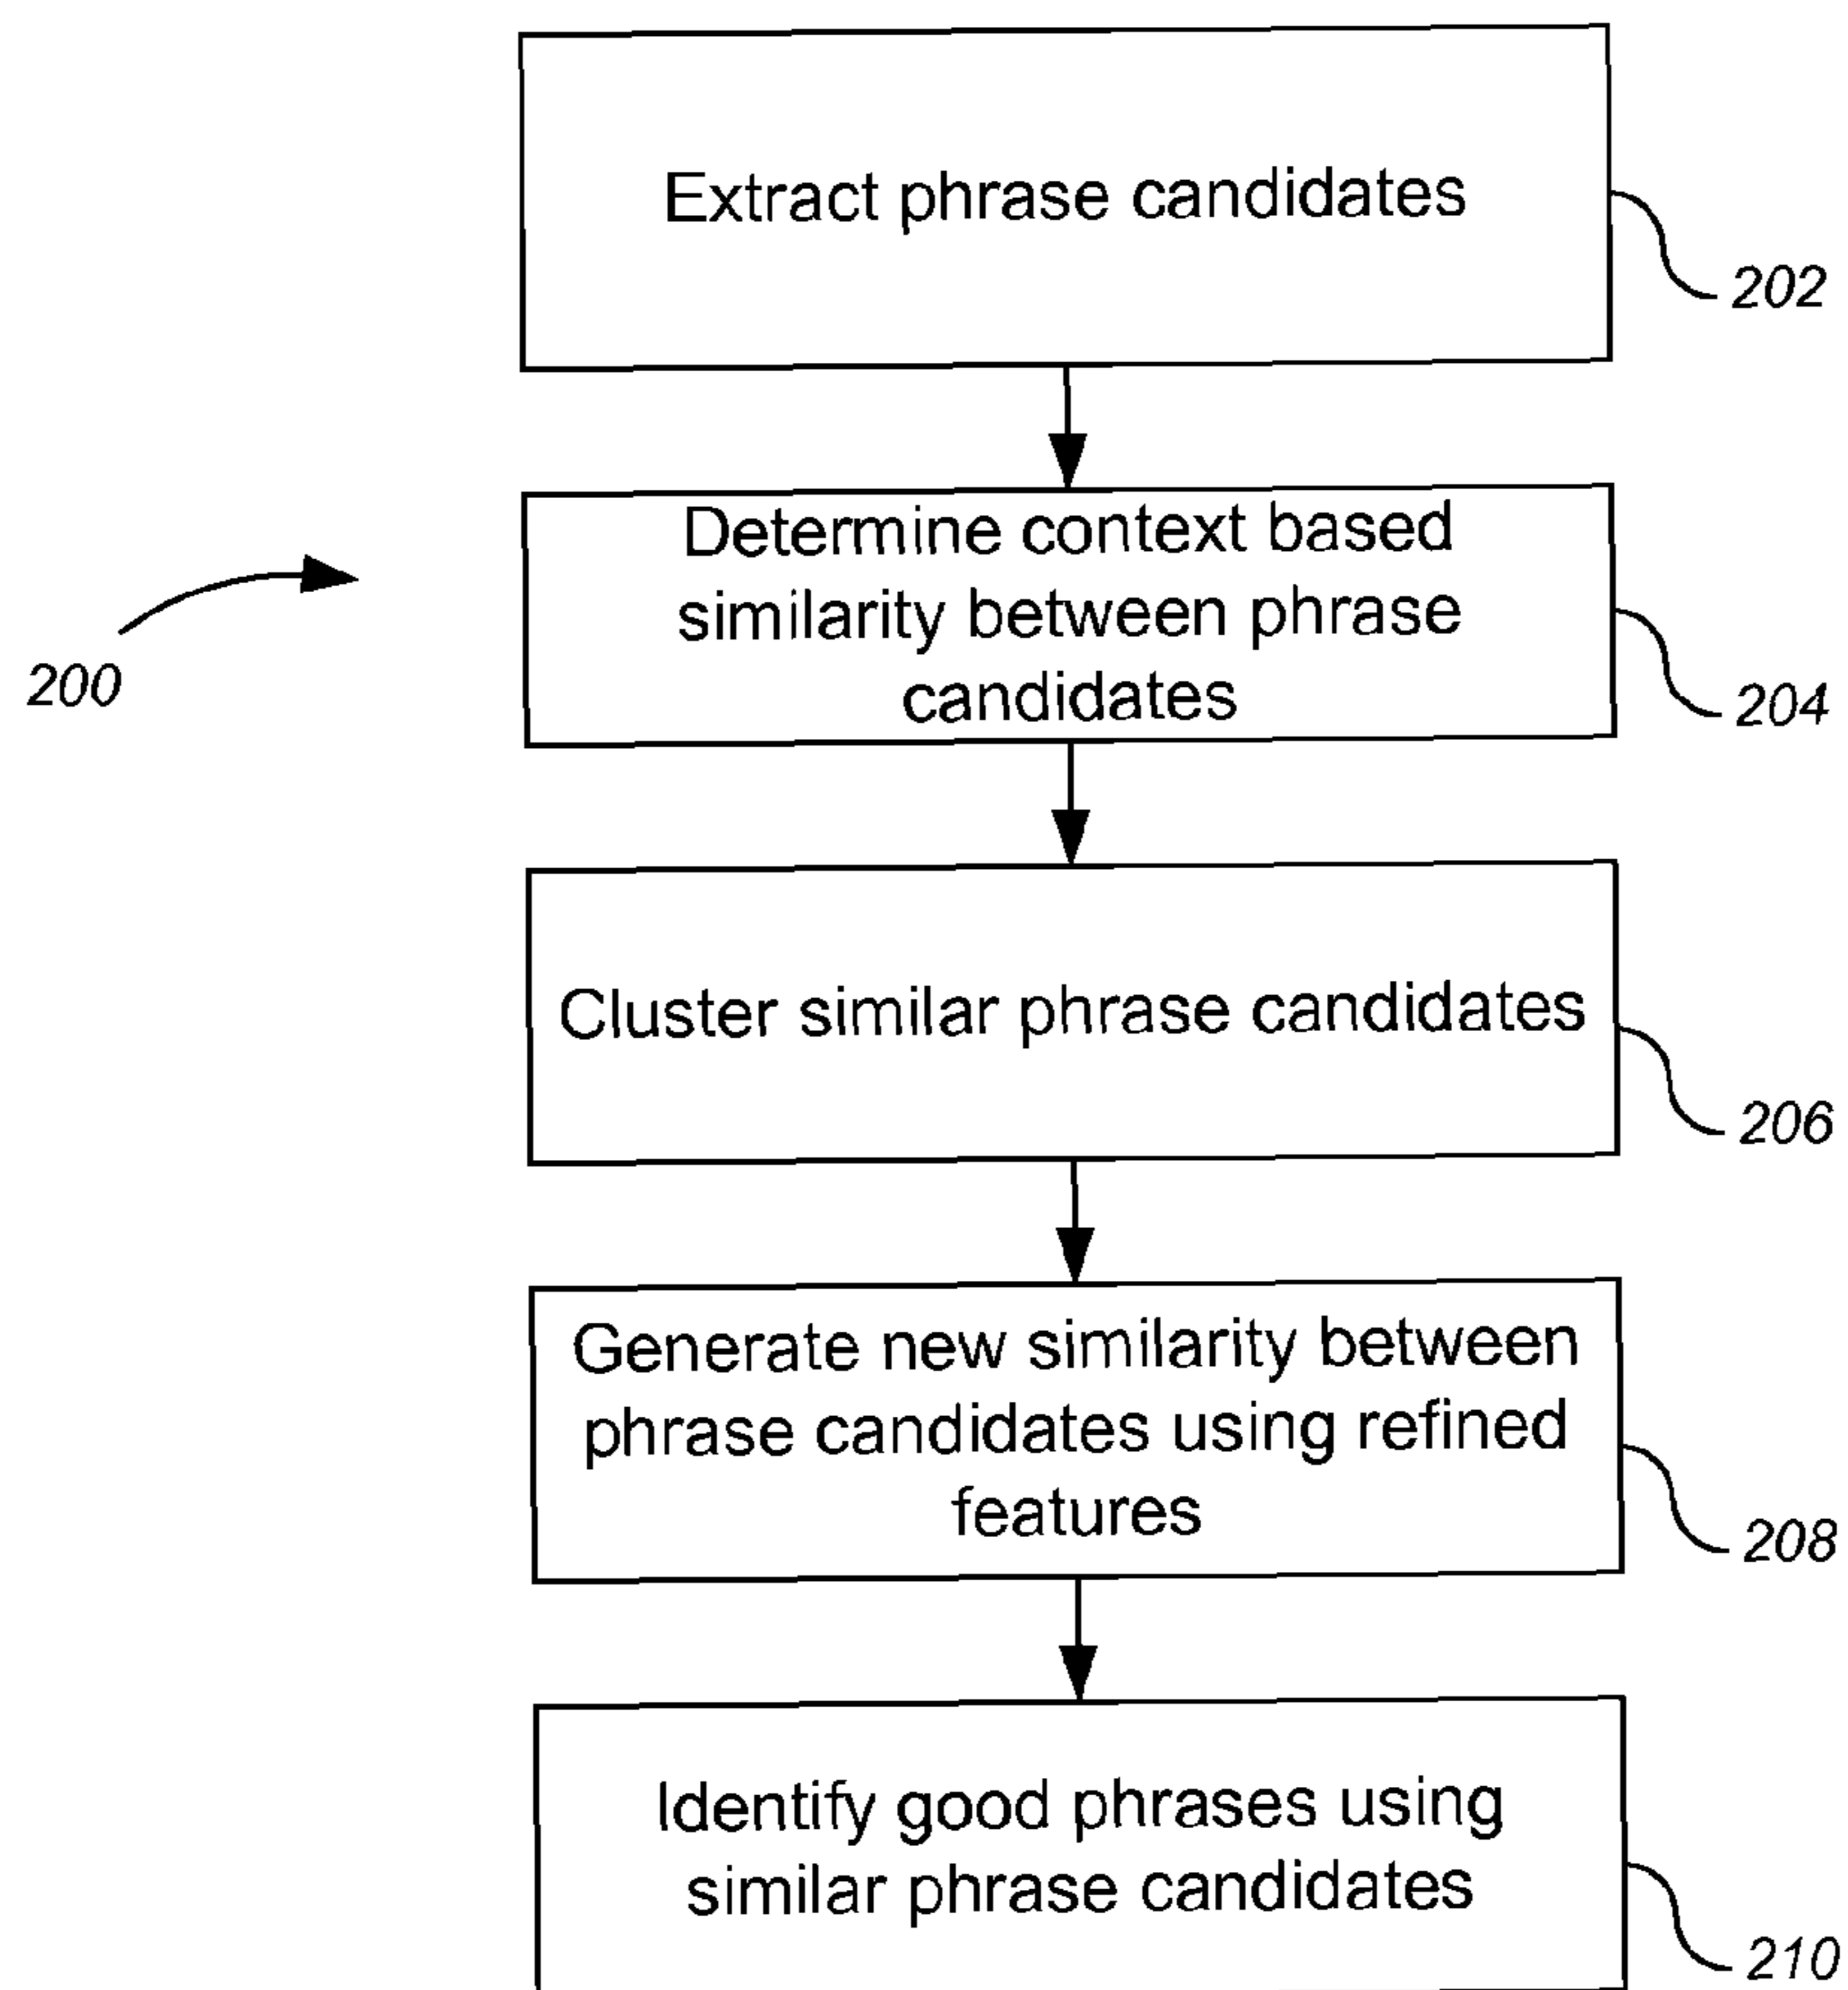 Extract phrase candidates
202
Determine context based
similarity between phrase
candidates
200
204
Cluster similar phrase candidates
206
Generate new similarity between
phrase candidates using refined
features
208
Identify good phrases using
similar phrase candidates
210